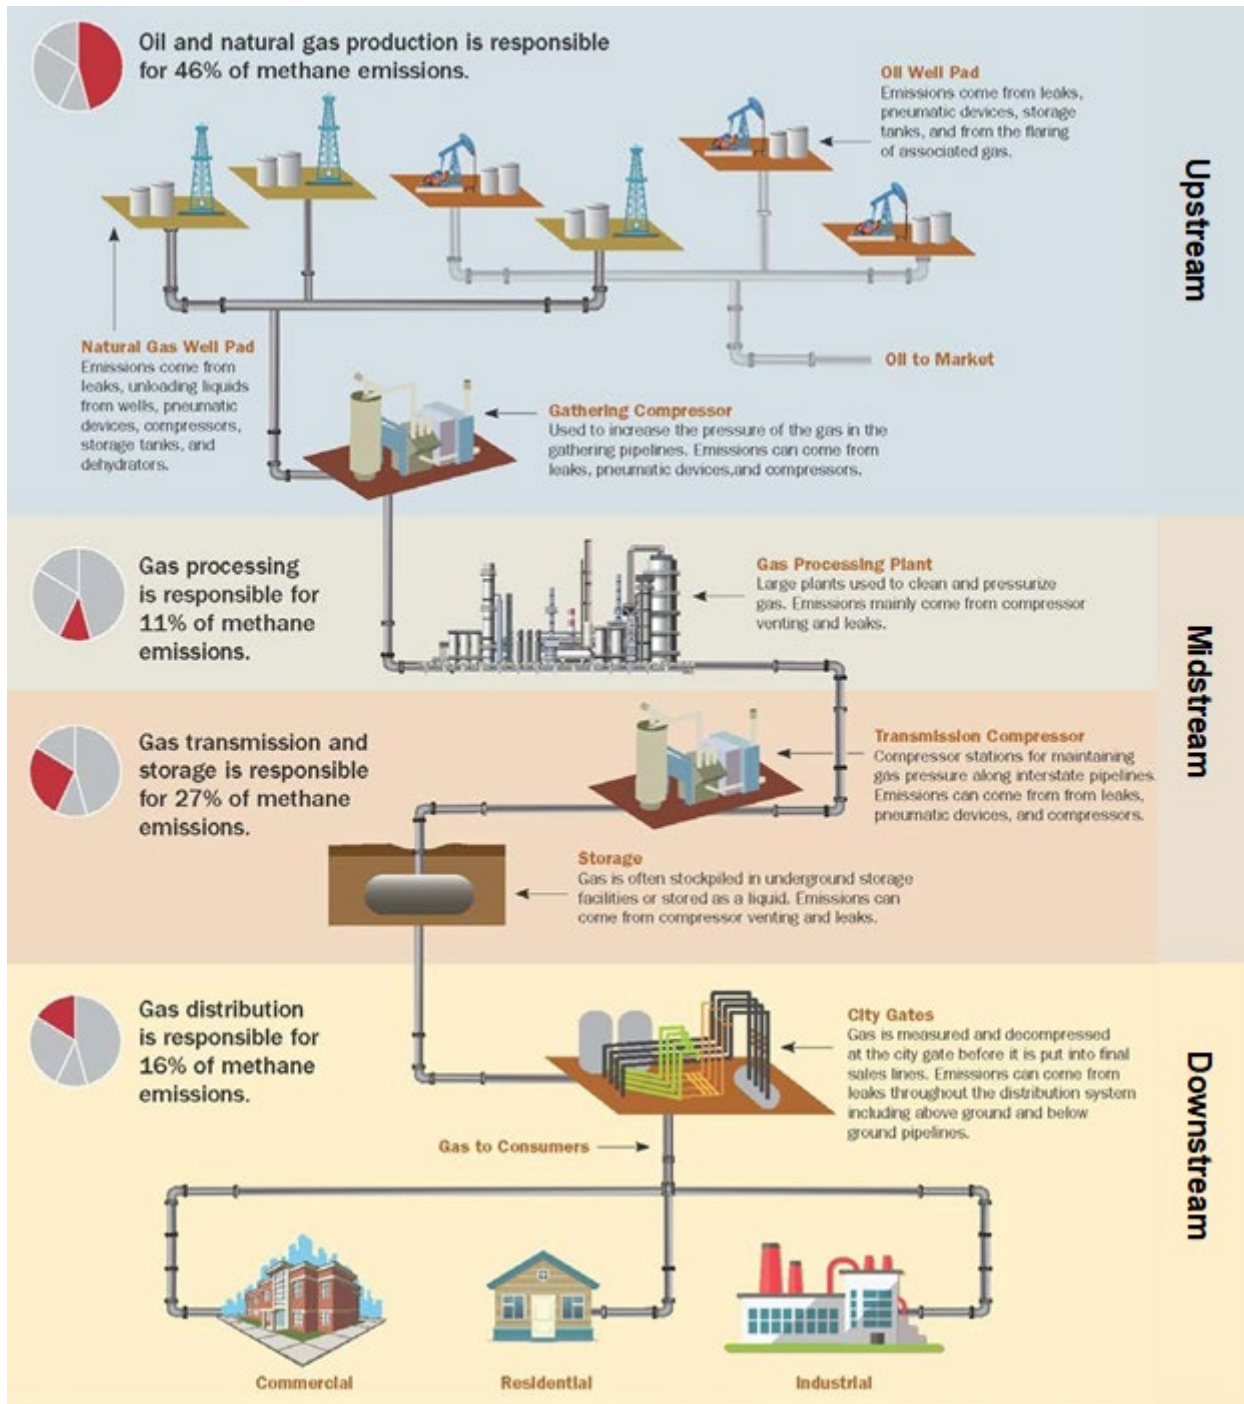 Oil and natural gas production is responsible
for 46% of methane emissions.
Oil Well Pad
Emissions come from leaks,
pneumatic devices, storage
tanks, and from the flaring
of associated gas.
Upstream
Natural Gas Well Pad
Emissions come from
leaks, unloading liquids
from wells, pneumatic
devices, compressors,
storage tanks, and
dehydrators.
Oil to Market
Gathering Compressor
Used to increase the pressure of the gas in the
gathering pipelines. Emissions can come from
leaks, pneumatic devices,and compressors.
Gas processing
is responsible for
11% of methane
emissions.
Gas Processing Plant
Large plants used to clean and pressurize
gas. Emissions mainly come from compressor
venting and leaks.
Midstream
Gas transmission and
storage is responsible
for 27% of methane
emissions.
Transmission Compressor
Compressor stations for maintaining
gas pressure along interstate pipelines.
Emissions can come from from leaks,
pneumatic devices, and compressors.
Storage
Gas is often stockpiled in underground storage
facilities or stored as a liquid. Emissions can
come from compressor venting and leaks.
Gas distribution
is responsible for
16% of methane
emissions.
City Gates
Gas is measured and decompressed
at the city gate before it is put into final
sales lines. Emissions can come from
leaks throughout the distribution system
including above ground and below
ground pipelines.
Downstream
Gas to Consumers
Commercial
Residential
Industrial